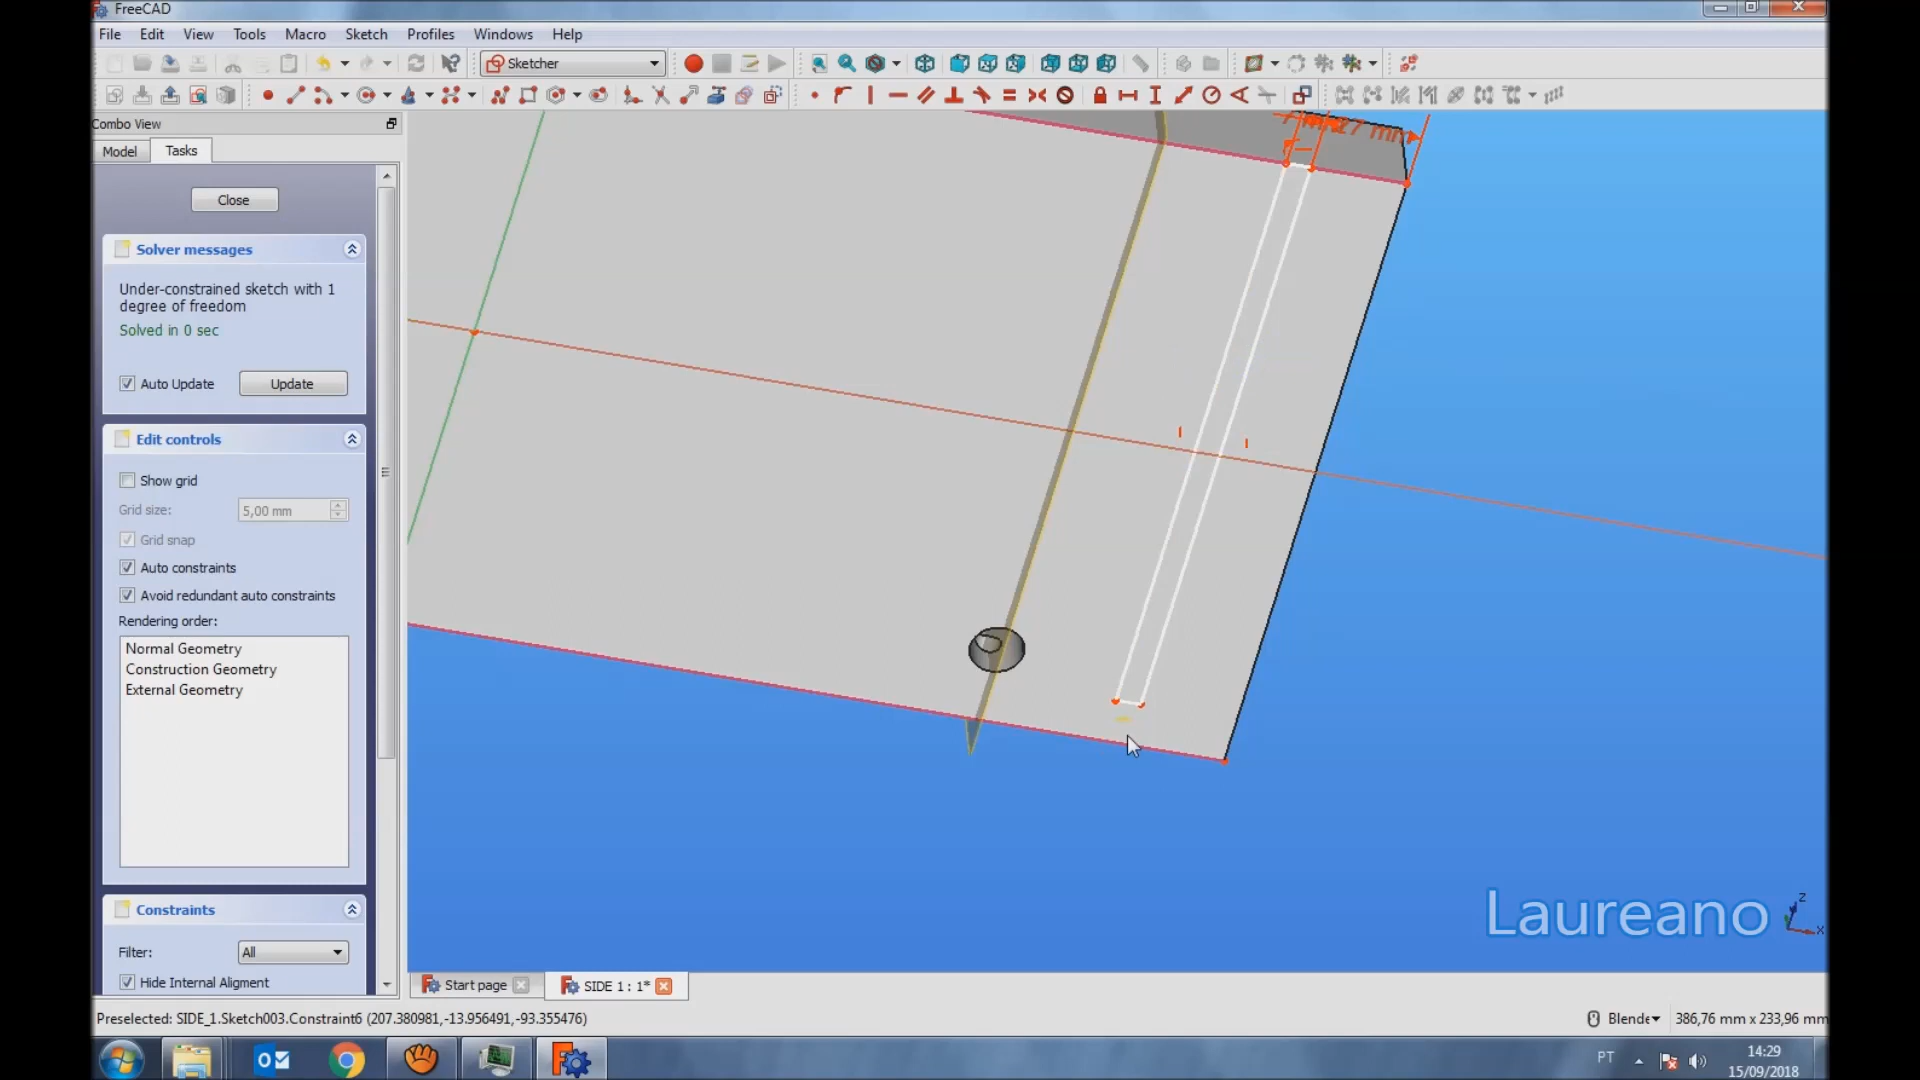 FreeCAD
File Edit View Tools Macro Sketch Profiles Windows Help
Sketcher
Combo View
Model Tasks
Close
Solver messages
Under-constrained sketch with 1
degree of freedom
Solved in 0 sec
Auto Update Update
Edit controls
Show grid
Grid size: 5,00 mm
Grid snap
Auto constraints
Avoid redundant auto constraints
Rendering order:
Normal Geometry
Construction Geometry
External Geometry
Constraints
Filter: All
Hide Internal Aligment
27 mm
Laureano
z
x
Start page SIDE 1 : 1*
Preselected: SIDE_1.Sketch003.Constraint6 (207.380981,-13.956491,-93.355476)
Blende 386,76 mm x 233,96 mm
PT
14:29
15/09/2018